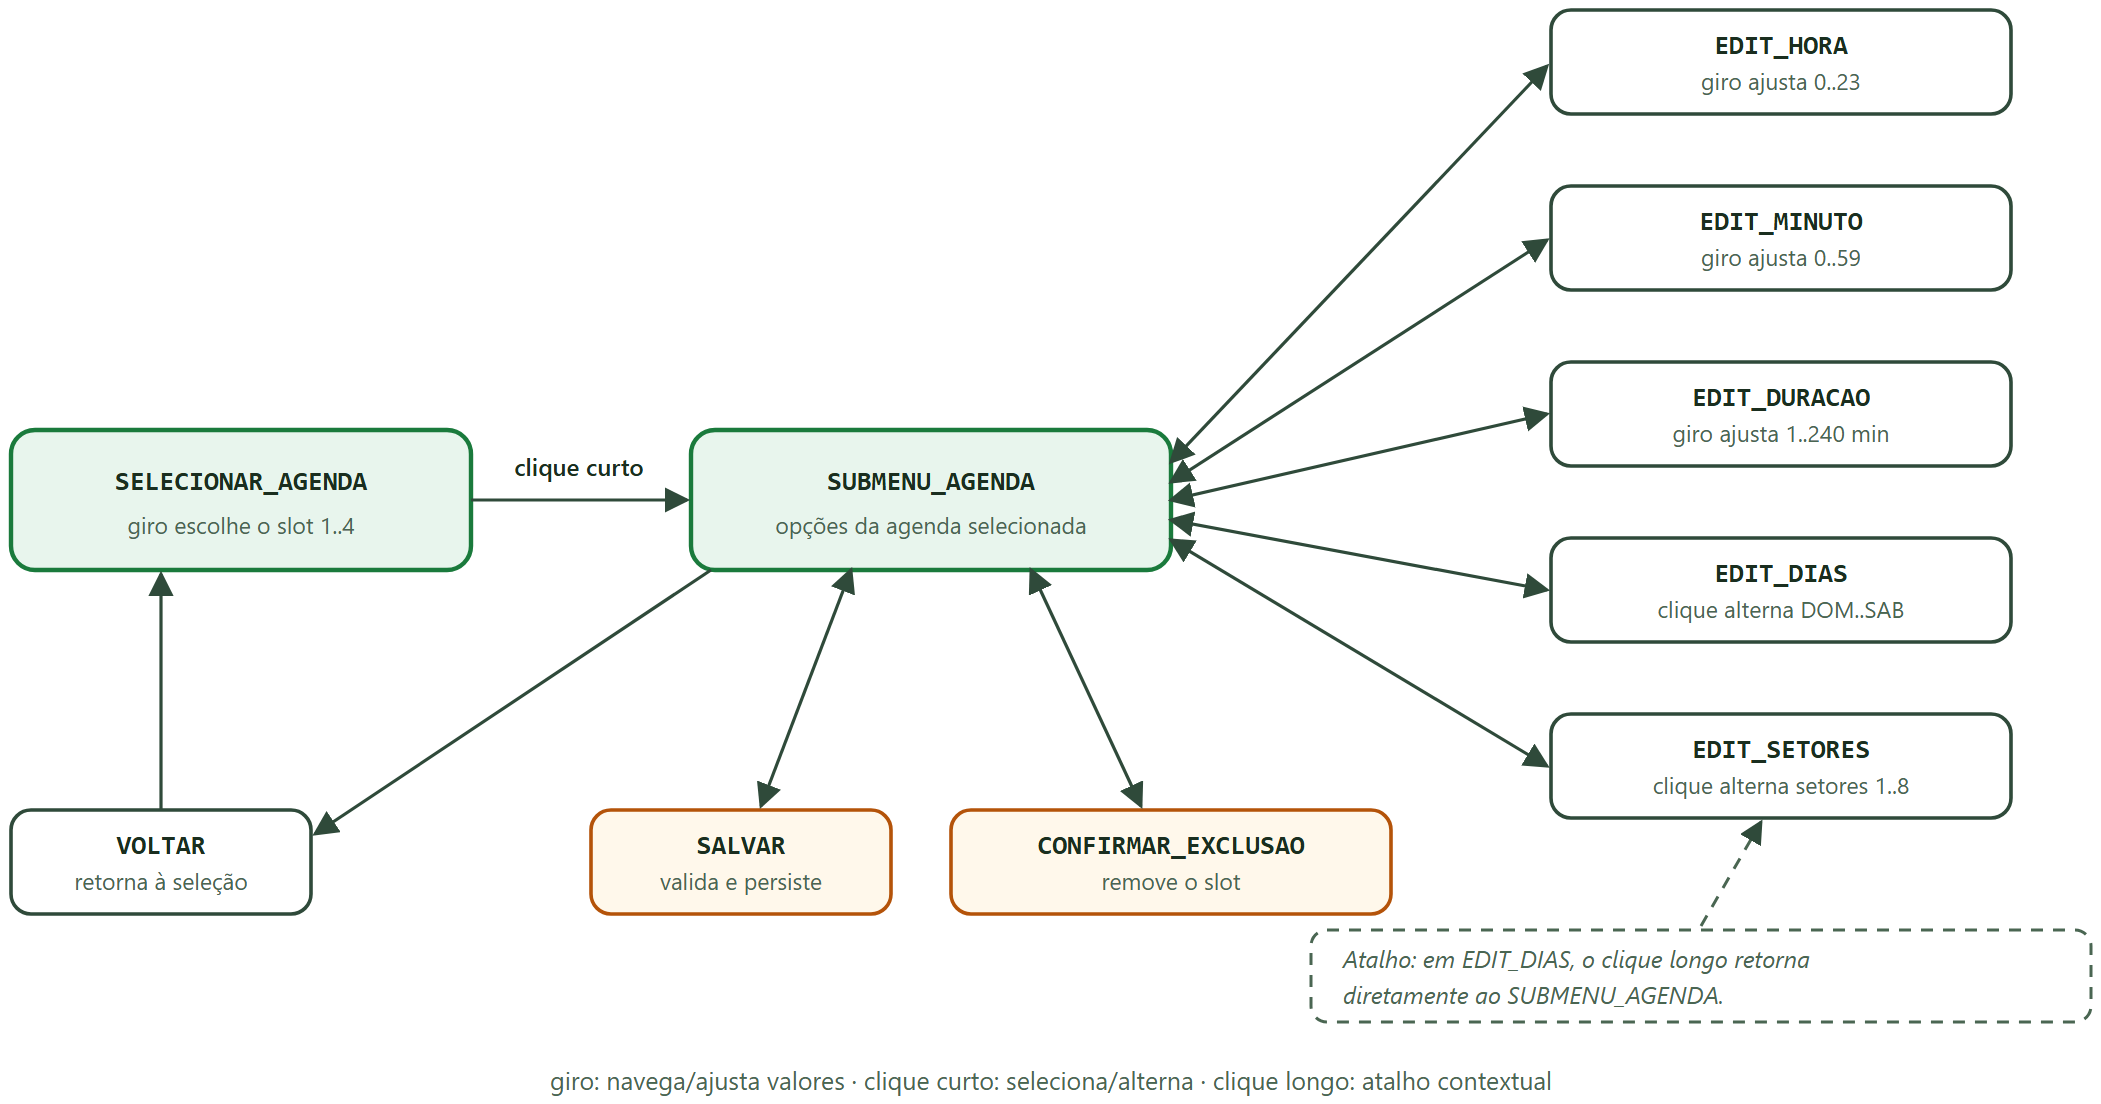 EDIT_HORA
giro ajusta 0..23
EDIT_MINUTO
giro ajusta 0..59
EDIT_DURACAO
giro ajusta 1..240 min
SELECIONAR_AGENDA
giro escolhe o slot 1..4
clique curto
SUBMENU_AGENDA
opções da agenda selecionada
EDIT_DIAS
clique alterna DOM..SAB
EDIT_SETORES
clique alterna setores 1..8
VOLTAR
retorna à seleção
SALVAR
valida e persiste
CONFIRMAR_EXCLUSAO
remove o slot
Atalho: em EDIT_DIAS, o clique longo retorna
diretamente ao SUBMENU_AGENDA.
giro: navega/ajusta valores · clique curto: seleciona/alterna · clique longo: atalho contextual